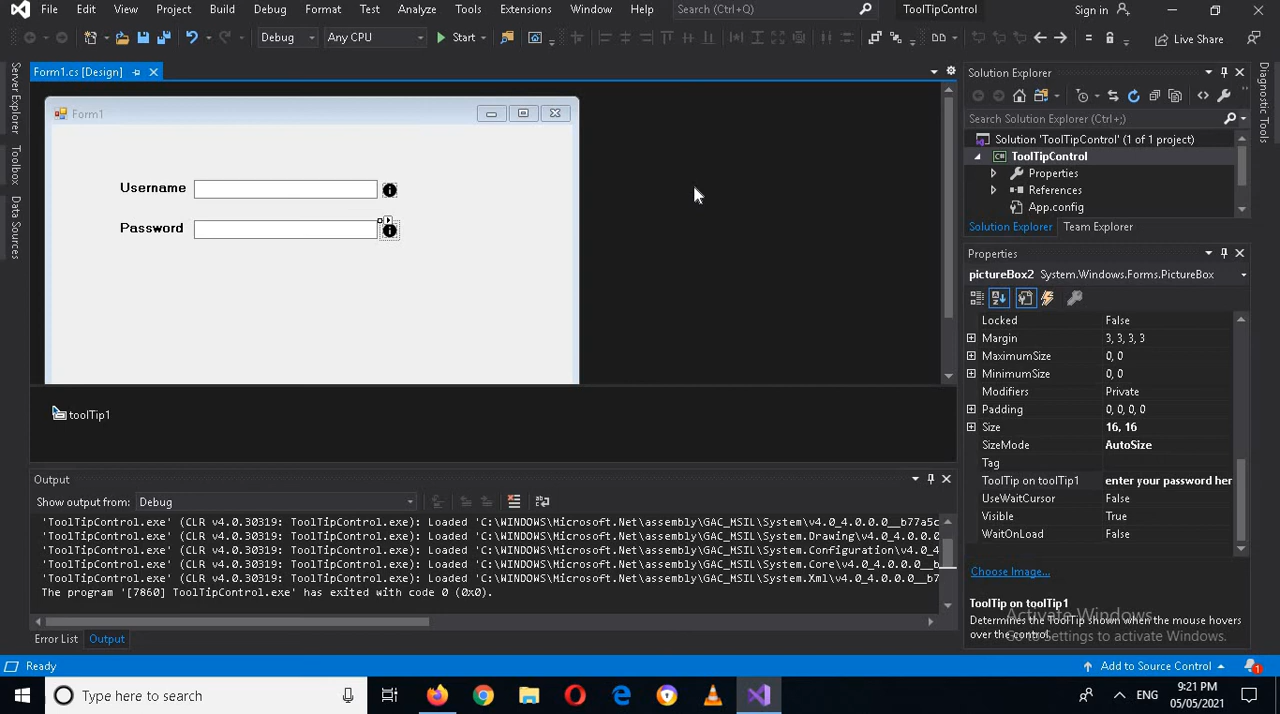 File Edit View Project Build Debug Format Test Analyze Tools Extensions Window Help Search (Ctrl+Q) ToolTipControl Sign in
Debug Any CPU Start Live Share
Form1.cs [Design]
Server Explorer
Toolbox
Data Sources
Form1
Username
Password
toolTip1
Output
Show output from: Debug
'ToolTipControl.exe' (CLR v4.0.30319: ToolTipControl.exe): Loaded 'C:\WINDOWS\Microsoft.Net\assembly\GAC_MSIL\System\v4.0_4.0.0.0__b77a5c
'ToolTipControl.exe' (CLR v4.0.30319: ToolTipControl.exe): Loaded 'C:\WINDOWS\Microsoft.Net\assembly\GAC_MSIL\System.Drawing\v4.0_4.0.0.0
'ToolTipControl.exe' (CLR v4.0.30319: ToolTipControl.exe): Loaded 'C:\WINDOWS\Microsoft.Net\assembly\GAC_MSIL\System.Configuration\v4.0_4
'ToolTipControl.exe' (CLR v4.0.30319: ToolTipControl.exe): Loaded 'C:\WINDOWS\Microsoft.Net\assembly\GAC_MSIL\System.Core\v4.0_4.0.0.0__b
'ToolTipControl.exe' (CLR v4.0.30319: ToolTipControl.exe): Loaded 'C:\WINDOWS\Microsoft.Net\assembly\GAC_MSIL\System.Xml\v4.0_4.0.0.0__b7
The program '[7860] ToolTipControl.exe' has exited with code 0 (0x0).
Error List Output
Solution Explorer
Search Solution Explorer (Ctrl+;)
Solution 'ToolTipControl' (1 of 1 project)
C# ToolTipControl
Properties
References
App.config
Solution Explorer Team Explorer
Properties
pictureBox2 System.Windows.Forms.PictureBox
Locked False
Margin 3, 3, 3, 3
MaximumSize 0, 0
MinimumSize 0, 0
Modifiers Private
Padding 0, 0, 0, 0
Size 16, 16
SizeMode AutoSize
Tag
ToolTip on toolTip1 enter your password her
UseWaitCursor False
Visible True
WaitOnLoad False
Choose Image...
ToolTip on toolTip1
Determines the ToolTip shown when the mouse hovers
over the control.
Activate Windows
Go to Settings to activate Windows.
Diagnostic Tools
Ready Add to Source Control 1
Type here to search
ENG 9:21 PM
05/05/2021